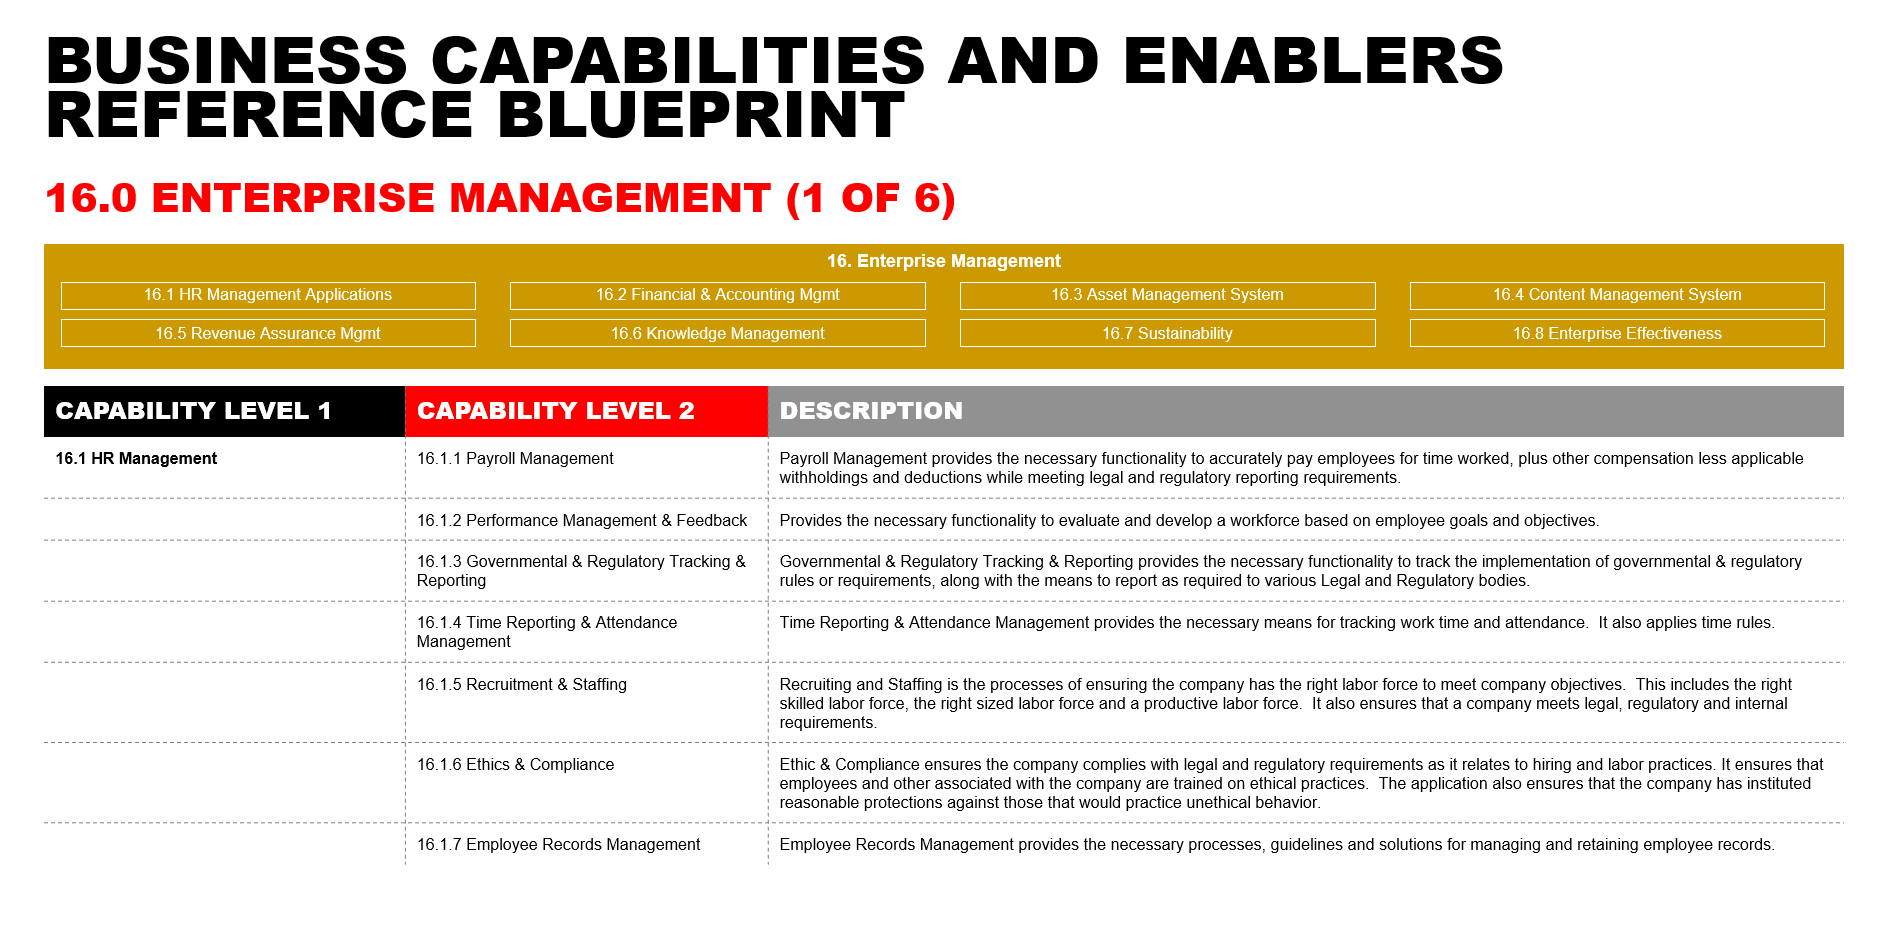 BUSINESS CAPABILITIES AND ENABLERS
REFERENCE BLUEPRINT
16.0 ENTERPRISE MANAGEMENT (1 OF 6)
16. Enterprise Management
16.1 HR Management Applications
16.2 Financial & Accounting Mgmt
16.3 Asset Management System
16.4 Content Management System
16.5 Revenue Assurance Mgmt
16.6 Knowledge Management
16.7 Sustainability
16.8 Enterprise Effectiveness
CAPABILITY LEVEL 1
CAPABILITY LEVEL 2
DESCRIPTION
16.1 HR Management
16.1.1 Payroll Management
Payroll Management provides the necessary functionality to accurately pay employees for time worked, plus other compensation less applicable
withholdings and deductions while meeting legal and regulatory reporting requirements.
16.1.2 Performance Management & Feedback
Provides the necessary functionality to evaluate and develop a workforce based on employee goals and objectives.
16.1.3 Governmental & Regulatory Tracking &
Reporting
Governmental & Regulatory Tracking & Reporting provides the necessary functionality to track the implementation of governmental & regulatory
rules or requirements, along with the means to report as required to various Legal and Regulatory bodies.
16.1.4 Time Reporting & Attendance
Management
Time Reporting & Attendance Management provides the necessary means for tracking work time and attendance.  It also applies time rules.
16.1.5 Recruitment & Staffing
Recruiting and Staffing is the processes of ensuring the company has the right labor force to meet company objectives.  This includes the right
skilled labor force, the right sized labor force and a productive labor force.  It also ensures that a company meets legal, regulatory and internal
requirements.
16.1.6 Ethics & Compliance
Ethic & Compliance ensures the company complies with legal and regulatory requirements as it relates to hiring and labor practices. It ensures that
employees and other associated with the company are trained on ethical practices.  The application also ensures that the company has instituted
reasonable protections against those that would practice unethical behavior.
16.1.7 Employee Records Management
Employee Records Management provides the necessary processes, guidelines and solutions for managing and retaining employee records.